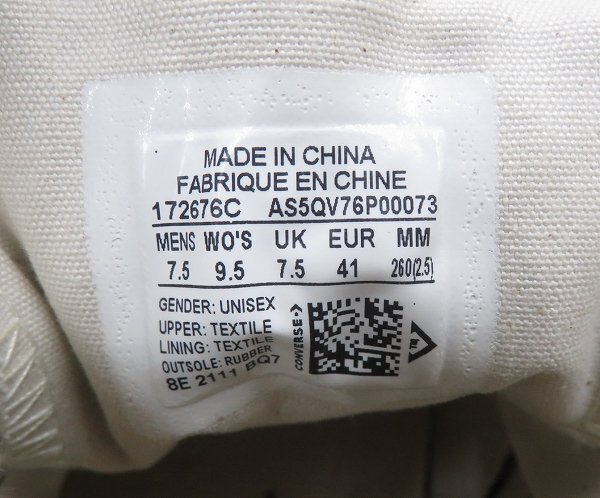 MADE IN CHINA
FABRIQUE EN CHINE
172676C AS5QV76P00073
MENS WO'S UK EUR MM
7.5 9.5 7.5 41 260(2.5)
GENDER: UNISEX
UPPER: TEXTILE
LINING: TEXTILE
OUTSOLE: RUBBER
8E 2111 BQ7
CONVERSE->
TM